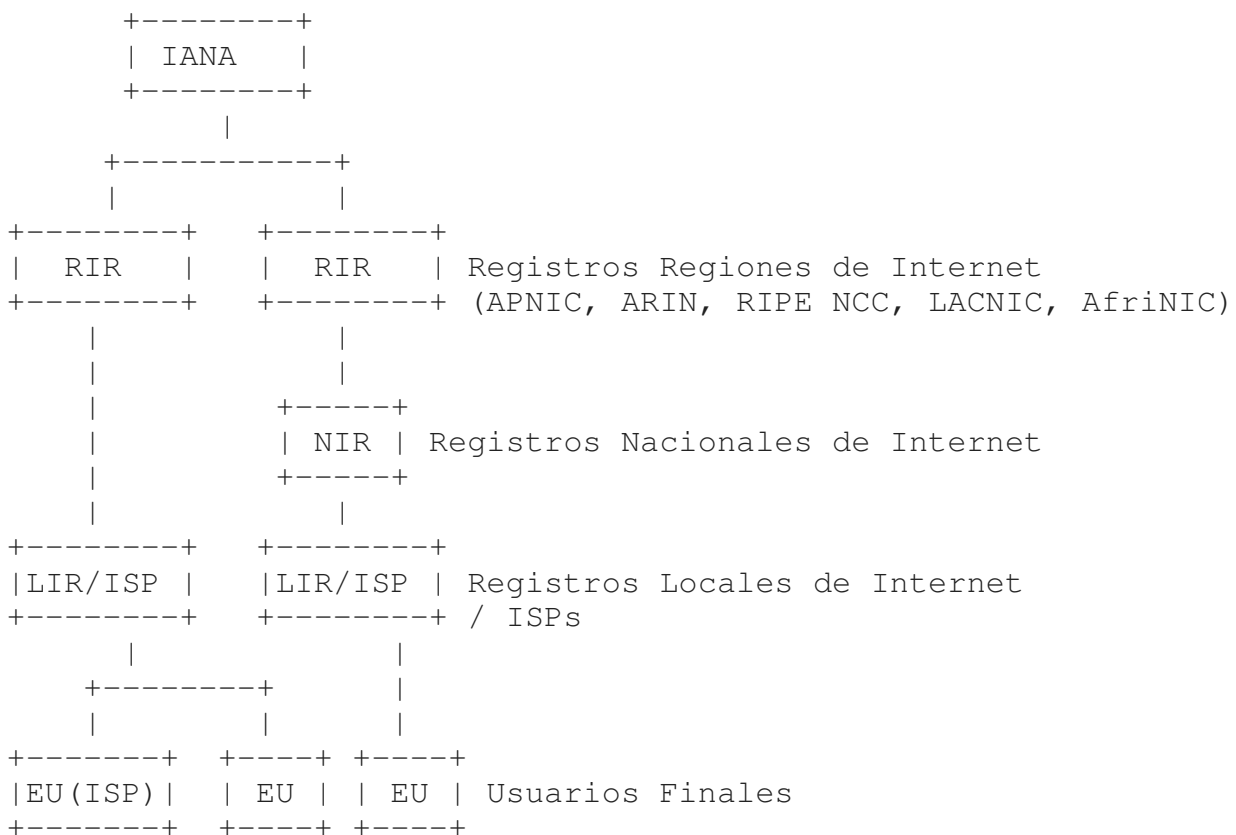 IANA
RIR RIR Registros Regiones de Internet
(APNIC, ARIN, RIPE NCC, LACNIC, AfriNIC)
NIR Registros Nacionales de Internet
LIR/ISP LIR/ISP Registros Locales de Internet
/ ISPs
EU(ISP) EU EU Usuarios Finales